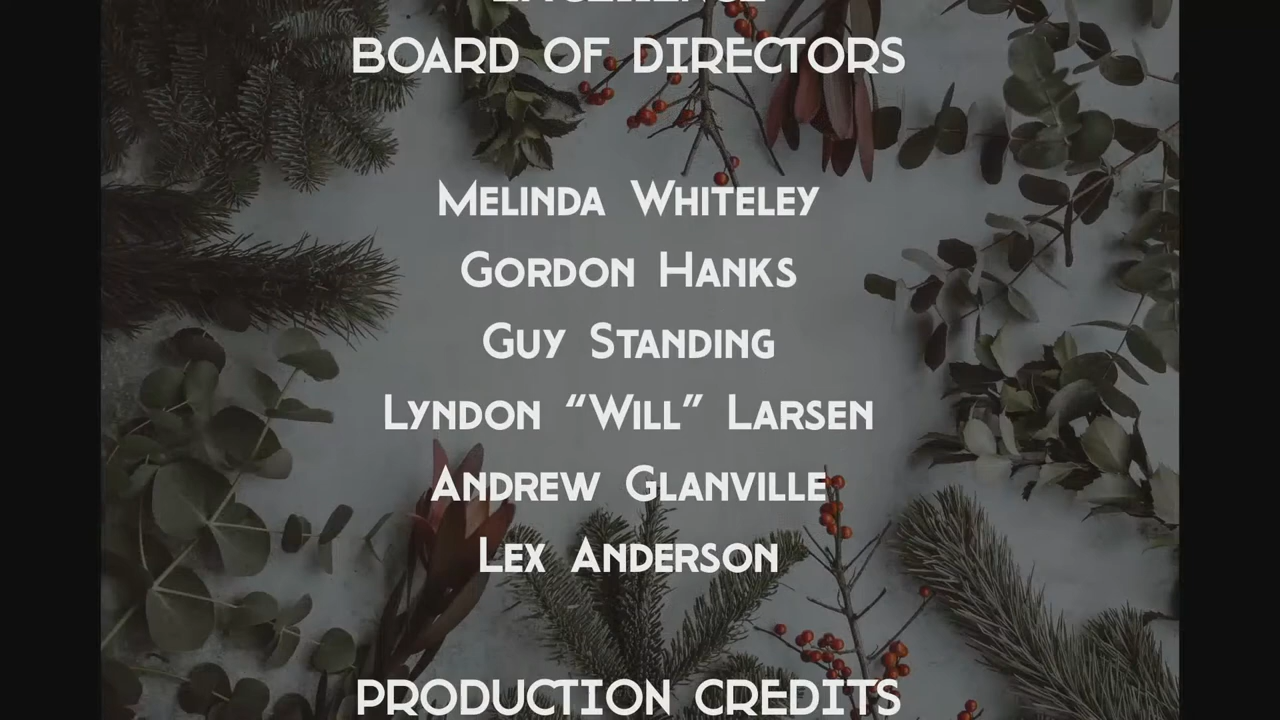 BOARD OF DIRECTORS
Melinda Whiteley
Gordon Hanks
Guy Standing
Lyndon “Will” Larsen
Andrew Glanville
Lex Anderson
PRODUCTION CREDITS